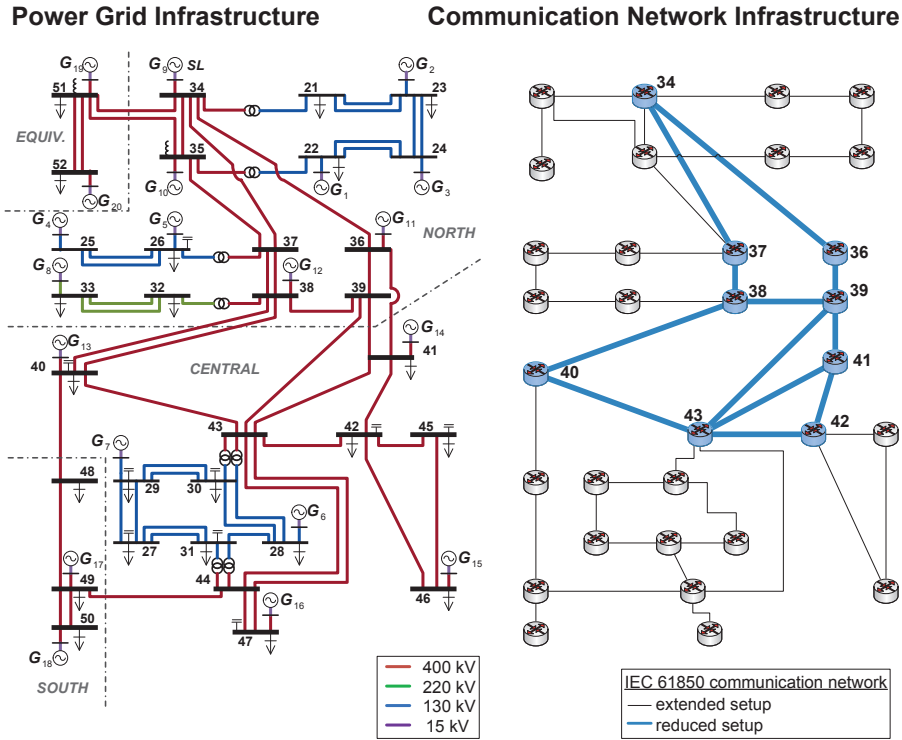 Power Grid Infrastructure
Communication Network Infrastructure
G19
G9 SL
G2
51
34
21
23
EQUIV.
35
22
24
52
G10
G1
G3
G20
G4
G5
G11
NORTH
25
26
37
36
G8
G12
33
32
38
39
G13
G14
40
CENTRAL
41
43
42
45
G7
48
29
30
G6
27
31
28
G17
G15
49
44
46
G16
50
47
G18
SOUTH
400 kV
220 kV
130 kV
15 kV
34
37
36
38
39
41
40
43
42
IEC 61850 communication network
extended setup
reduced setup